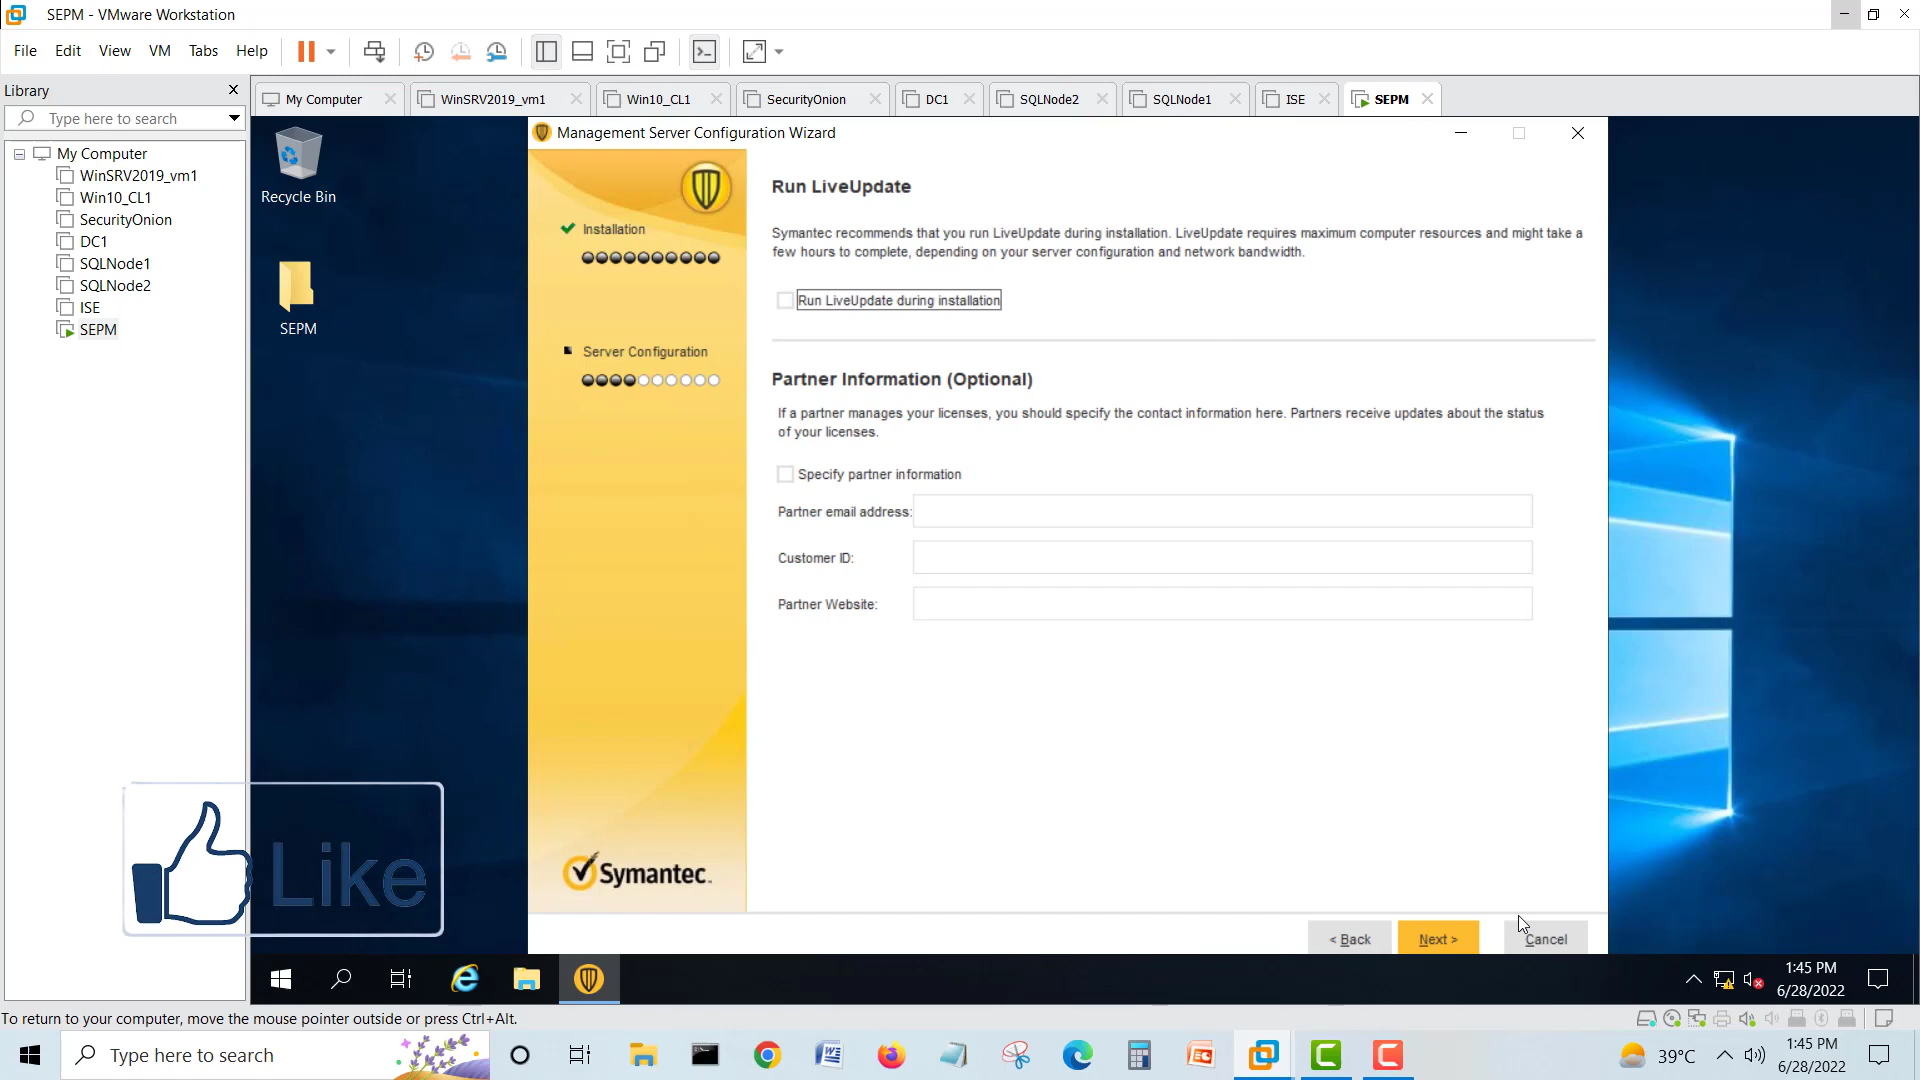 SEPM - VMware Workstation
File Edit View VM Tabs Help
Library
Type here to search
My Computer
WinSRV2019_vm1
Win10_CL1
SecurityOnion
DC1
SQLNode1
SQLNode2
ISE
SEPM
My Computer
WinSRV2019_vm1
Win10_CL1
SecurityOnion
DC1
SQLNode2
SQLNode1
ISE
SEPM
Recycle Bin
SEPM
Management Server Configuration Wizard
Installation
Server Configuration
Symantec.
Run LiveUpdate
Symantec recommends that you run LiveUpdate during installation. LiveUpdate requires maximum computer resources and might take a
few hours to complete, depending on your server configuration and network bandwidth.
Run LiveUpdate during installation
Partner Information (Optional)
If a partner manages your licenses, you should specify the contact information here. Partners receive updates about the status
of your licenses.
Specify partner information
Partner email address:
Customer ID:
Partner Website:
< Back
Next >
Cancel
Like
1:45 PM
6/28/2022
To return to your computer, move the mouse pointer outside or press Ctrl+Alt.
Type here to search
39°C
1:45 PM
6/28/2022